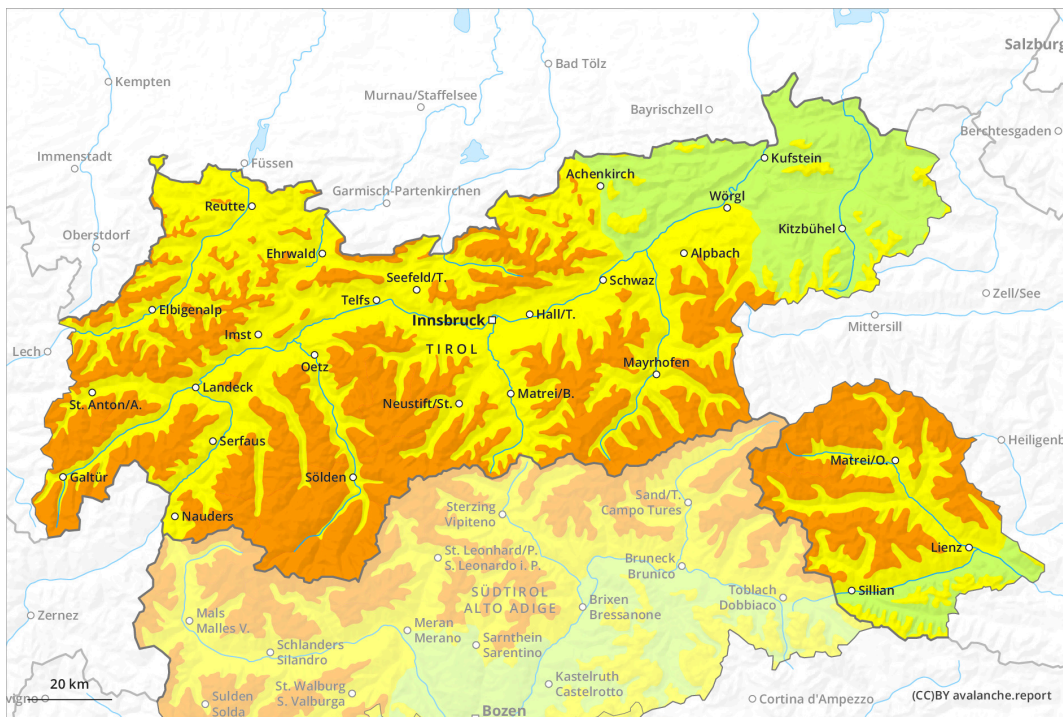 Salzburg
Kempten
Bad Tölz
Murnau/Staffelsee
Bayrischzell
Berchtesgaden
Immenstadt
Füssen
Kufstein
Achenkirch
Garmisch-Partenkirchen
Reutte
Wörgl
Oberstdorf
Kitzbühel
Ehrwald
Alpbach
Seefeld/T.
Schwaz
Telfs
Zell/See
Elbigenalp
Innsbruck
Hall/T.
Mittersill
Imst
Lech
TIROL
Oetz
Mayrhofen
Landeck
St. Anton/A.
Neustift/St.
Matrei/B.
Serfaus
Heiligenb
Matrei/O.
Galtür
Sölden
Sand/T.
Campo Tures
Sterzing
Vipiteno
Nauders
Lienz
St. Leonhard/P.
S. Leonardo i. P.
Bruneck
Brunico
SÜDTIROL
ALTO ADIGE
Toblach
Dobbiaco
Sillian
Zernez
Mals
Malles V.
Brixen
Bressanone
Meran
Merano
Sarnthein
Sarentino
Schlanders
Silandro
20 km
St. Walburg
S. Valburga
Kastelruth
Castelrotto
vigno
Sulden
Solda
Cortina d'Ampezzo
(CC)BY avalanche.report
Bozen